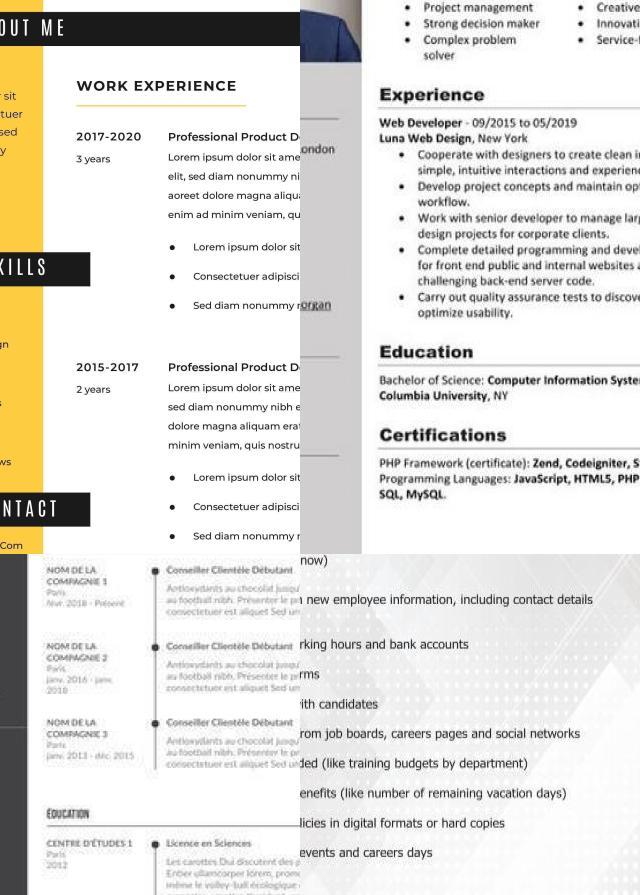 OUT ME
sit
tuer
sed
y
KILLS
gn
s
ws
NTACT
Com
WORK EXPERIENCE
2017-2020
3 years
Professional Product D
Lorem ipsum dolor sit ame
elit, sed diam nonummy ni
aoreet dolore magna aliqua
enim ad minim veniam, qu
• Lorem ipsum dolor sit
• Consectetuer adipisci
• Sed diam nonummy n
2015-2017
2 years
Professional Product D
Lorem ipsum dolor sit ame
sed diam nonummy nibh e
dolore magna aliquam erat
minim veniam, quis nostru
• Lorem ipsum dolor sit
• Consectetuer adipisci
• Sed diam nonummy n
ondon
organ
• Project management
• Strong decision maker
• Complex problem
solver
• Creative
• Innovati
• Service-f
Experience
Web Developer - 09/2015 to 05/2019
Luna Web Design, New York
• Cooperate with designers to create clean in
simple, intuitive interactions and experienc
• Develop project concepts and maintain opt
workflow.
• Work with senior developer to manage larg
design projects for corporate clients.
• Complete detailed programming and devel
for front end public and internal websites a
challenging back-end server code.
• Carry out quality assurance tests to discove
optimize usability.
Education
Bachelor of Science: Computer Information Syste
Columbia University, NY
Certifications
PHP Framework (certificate): Zend, Codeigniter, S
Programming Languages: JavaScript, HTML5, PHP
SQL, MySQL.
NOM DE LA
COMPAGNIE 1
Paris
févr. 2018 - Présent
Conseiller Clientèle Débutant
Antioxydants au chocolat jusqu'
au football nibh. Présenter le pr
consectetuer est aliquet Sed un
NOM DE LA
COMPAGNIE 2
Paris
janv. 2016 - janv.
2018
Conseiller Clientèle Débutant
Antioxydants au chocolat jusqu'
au football nibh. Présenter le pr
consectetuer est aliquet Sed un
NOM DE LA
COMPAGNIE 3
Paris
janv. 2013 - déc. 2015
Conseiller Clientèle Débutant
Antioxydants au chocolat jusqu'
au football nibh. Présenter le pr
consectetuer est aliquet Sed un
ÉDUCATION
CENTRE D'ÉTUDES 1
Paris
2012
Licence en Sciences
Les carottes Dui discutent des p
Entier ullamcorper lorem, prom
même le volley-ball écologique
now)
new employee information, including contact details
rking hours and bank accounts
rms
ith candidates
rom job boards, careers pages and social networks
ded (like training budgets by department)
enefits (like number of remaining vacation days)
licies in digital formats or hard copies
events and careers days